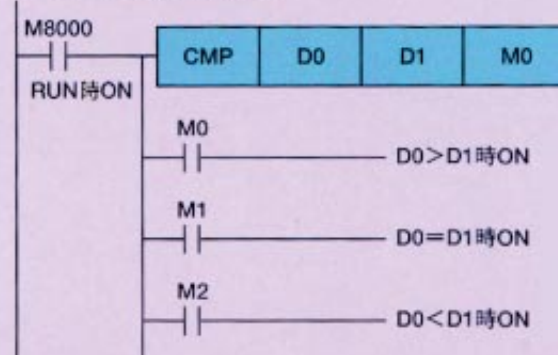 M8000
CMP D0 D1 M0
RUN時ON
M0
D0>D1時ON
M1
D0=D1時ON
M2
D0<D1時ON